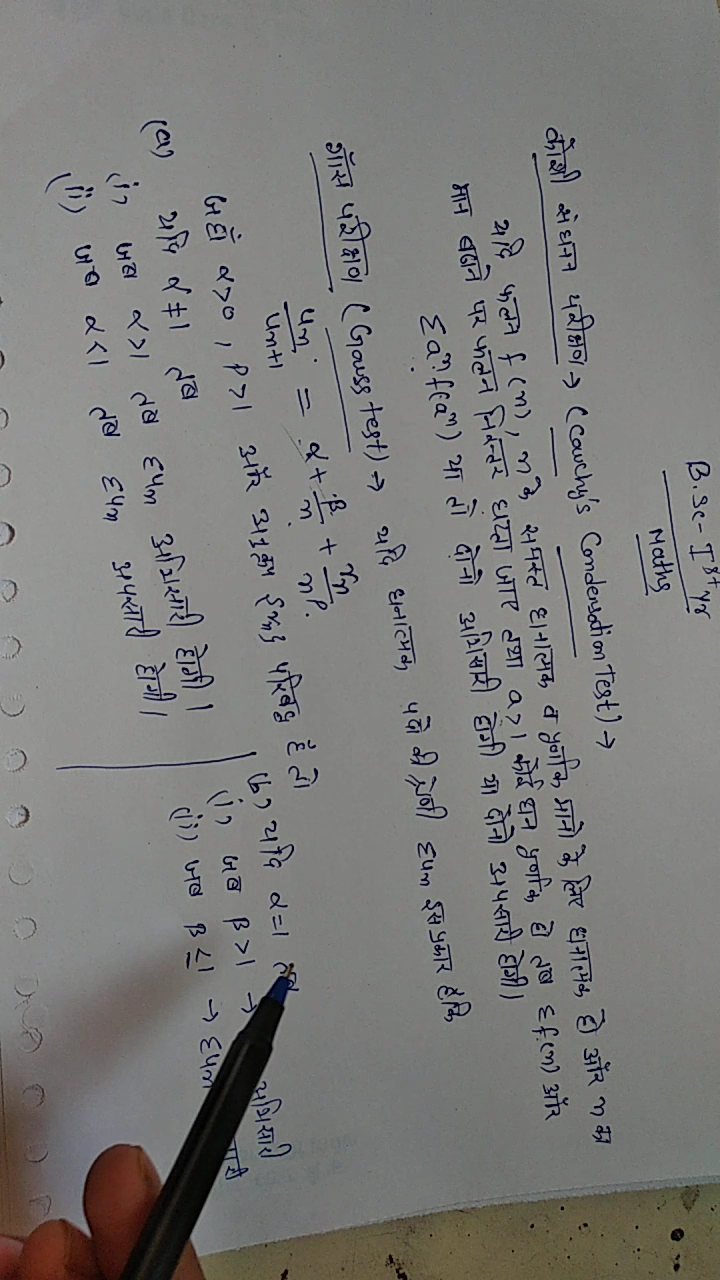 B.Sc- Ist yr
Maths
कोशी संघनन परीक्षण → (Cauchy's Condensation Test) →
यदि फलन f(n), n के समस्त धनात्मक व पूर्णांक मानो के लिए धनात्मक हो और n का
मान बढने पर फलन निरन्तर घटता जाए तथा a>1 कोई धन पूर्णांक हो तब Σf(n) और
Σaⁿ.f(aⁿ) या तो दोनो अभिसारी होगी या दोनो अपसारी होगी।
गॉस परीक्षण (Gauss test) → यदि धनात्मक पदो की श्रेणी Σun इस प्रकार है कि
un/un+1 = α + β/n + γn/nᵖ.
जहाँ α>0, p>1 और अनुक्रम {γn} परिबद्ध है तो
(a) यदि α ≠ 1 तब
(i) जब α>1 तब Σun अभिसारी होगी।
(ii) जब α<1 तब Σun अपसारी होगी।
(b) यदि α=1 तब
(i) जब β>1 → अभिसारी
(ii) जब β≤1 → Σun